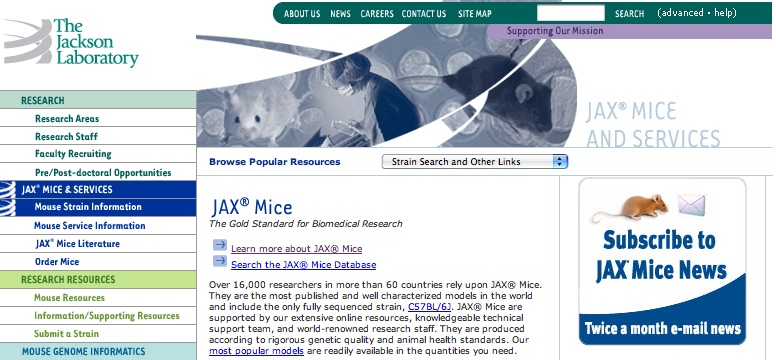 The
Jackson
Laboratory
ABOUT US NEWS CAREERS CONTACT US SITE MAP SEARCH (advanced • help)
Supporting Our Mission
JAX® MICE
AND SERVICES
RESEARCH
Research Areas
Research Staff
Faculty Recruiting
Pre/Post-doctoral Opportunities
JAX® MICE & SERVICES
Mouse Strain Information
Mouse Service Information
JAX® Mice Literature
Order Mice
RESEARCH RESOURCES
Mouse Resources
Information/Supporting Resources
Submit a Strain
MOUSE GENOME INFORMATICS
Browse Popular Resources
Strain Search and Other Links
JAX® Mice
The Gold Standard for Biomedical Research
Learn more about JAX® Mice
Search the JAX® Mice Database
Over 16,000 researchers in more than 60 countries rely upon JAX® Mice.
They are the most published and well characterized models in the world
and include the only fully sequenced strain, C57BL/6J. JAX® Mice are
supported by our extensive online resources, knowledgeable technical
support team, and world-renowned research staff. They are produced
according to rigorous genetic quality and animal health standards. Our
most popular models are readily available in the quantities you need.
Subscribe to
JAX® Mice News
Twice a month e-mail news